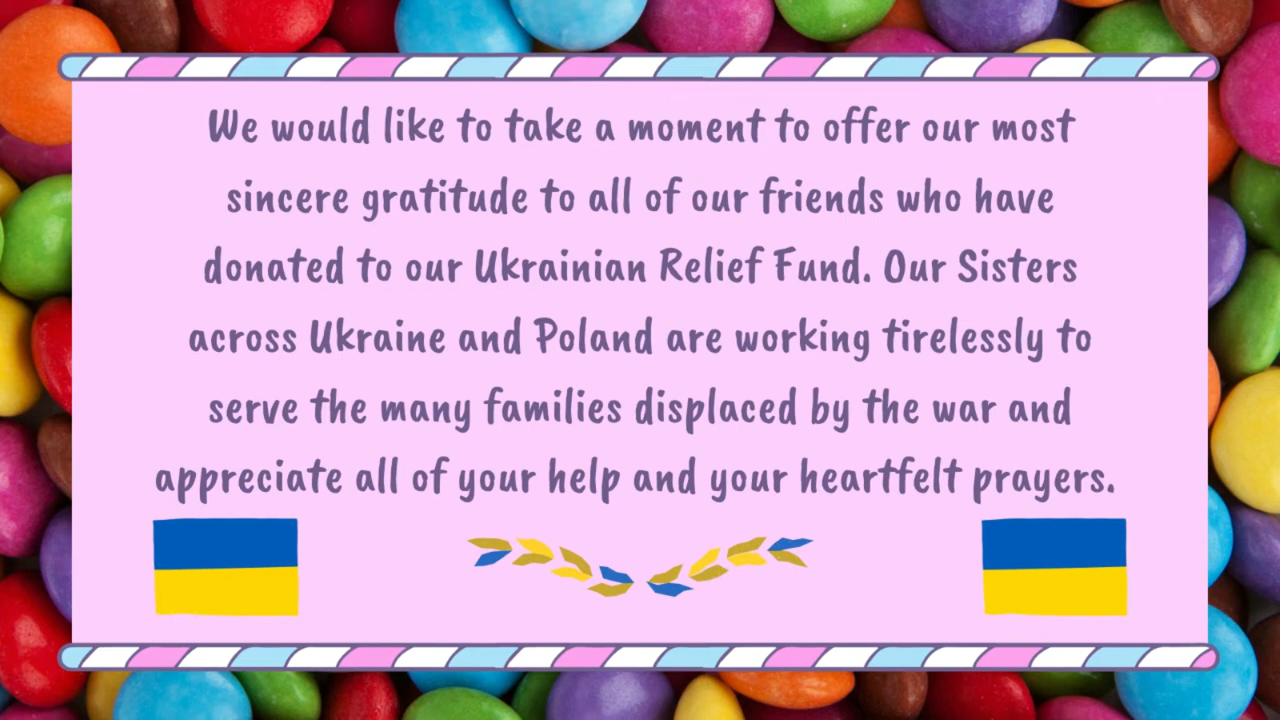 We would like to take a moment to offer our most
sincere gratitude to all of our friends who have
donated to our Ukrainian Relief Fund. Our Sisters
across Ukraine and Poland are working tirelessly to
serve the many families displaced by the war and
appreciate all of your help and your heartfelt prayers.